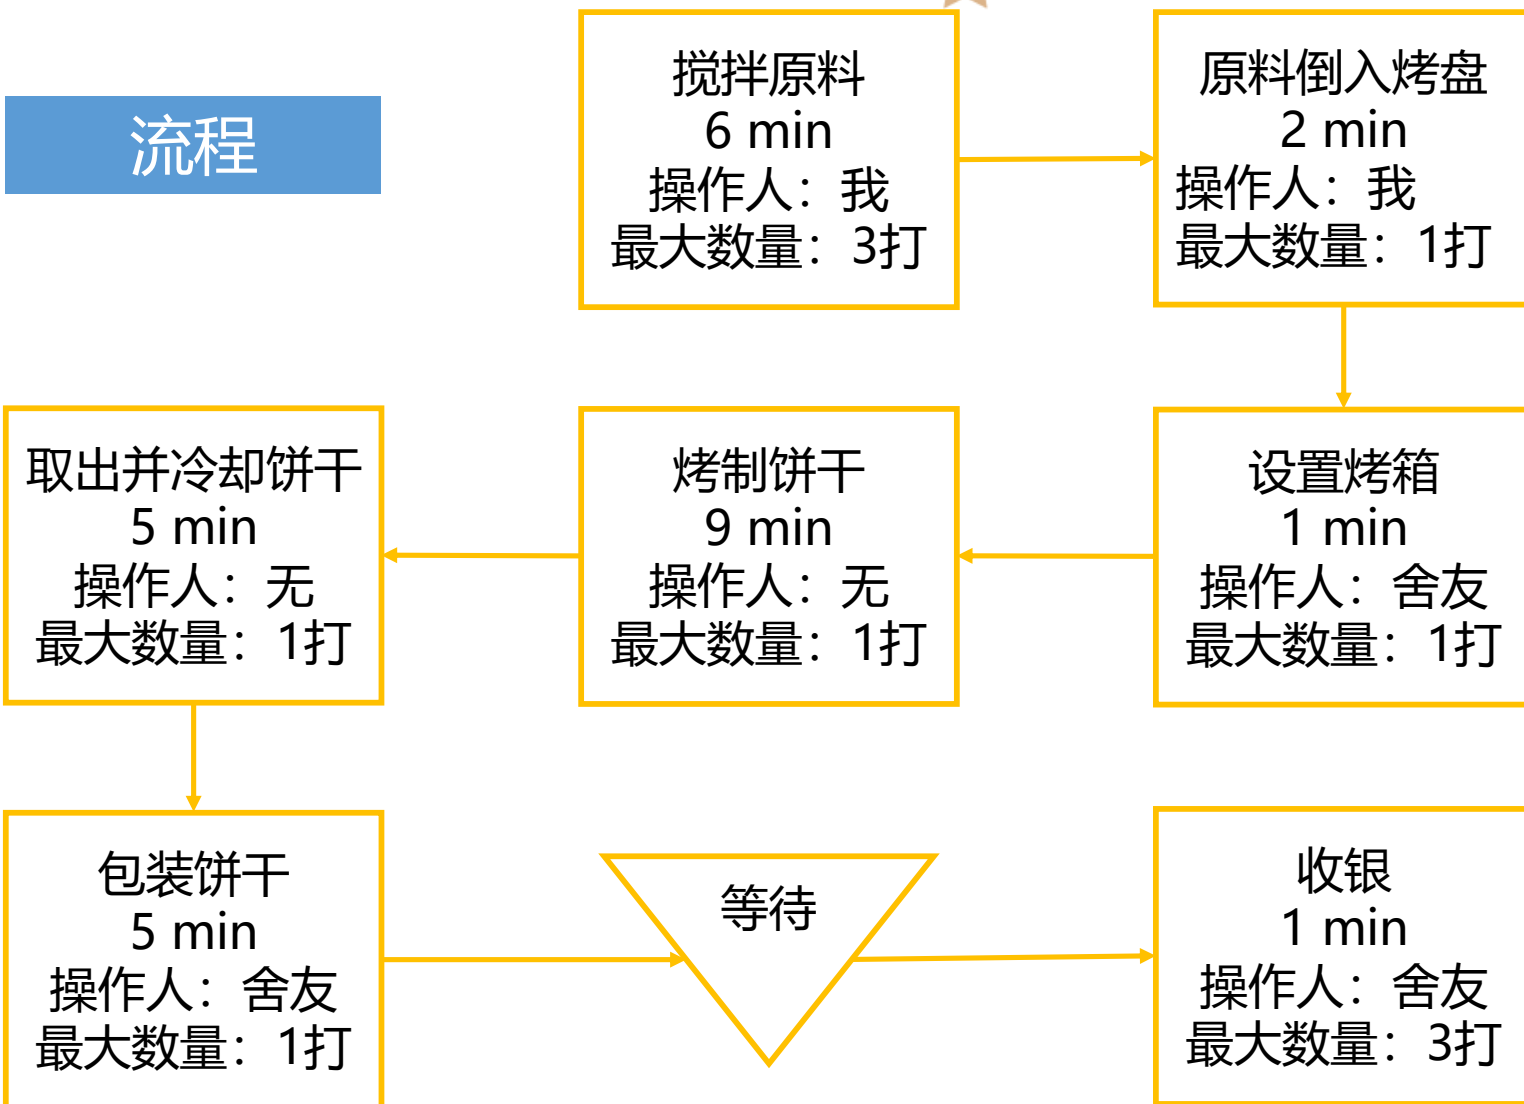 流程
搅拌原料
6 min
操作人：我
最大数量：3打
原料倒入烤盘
2 min
操作人：我
最大数量：1打
设置烤箱
1 min
操作人：舍友
最大数量：1打
烤制饼干
9 min
操作人：无
最大数量：1打
取出并冷却饼干
5 min
操作人：无
最大数量：1打
包装饼干
5 min
操作人：舍友
最大数量：1打
等待
收银
1 min
操作人：舍友
最大数量：3打